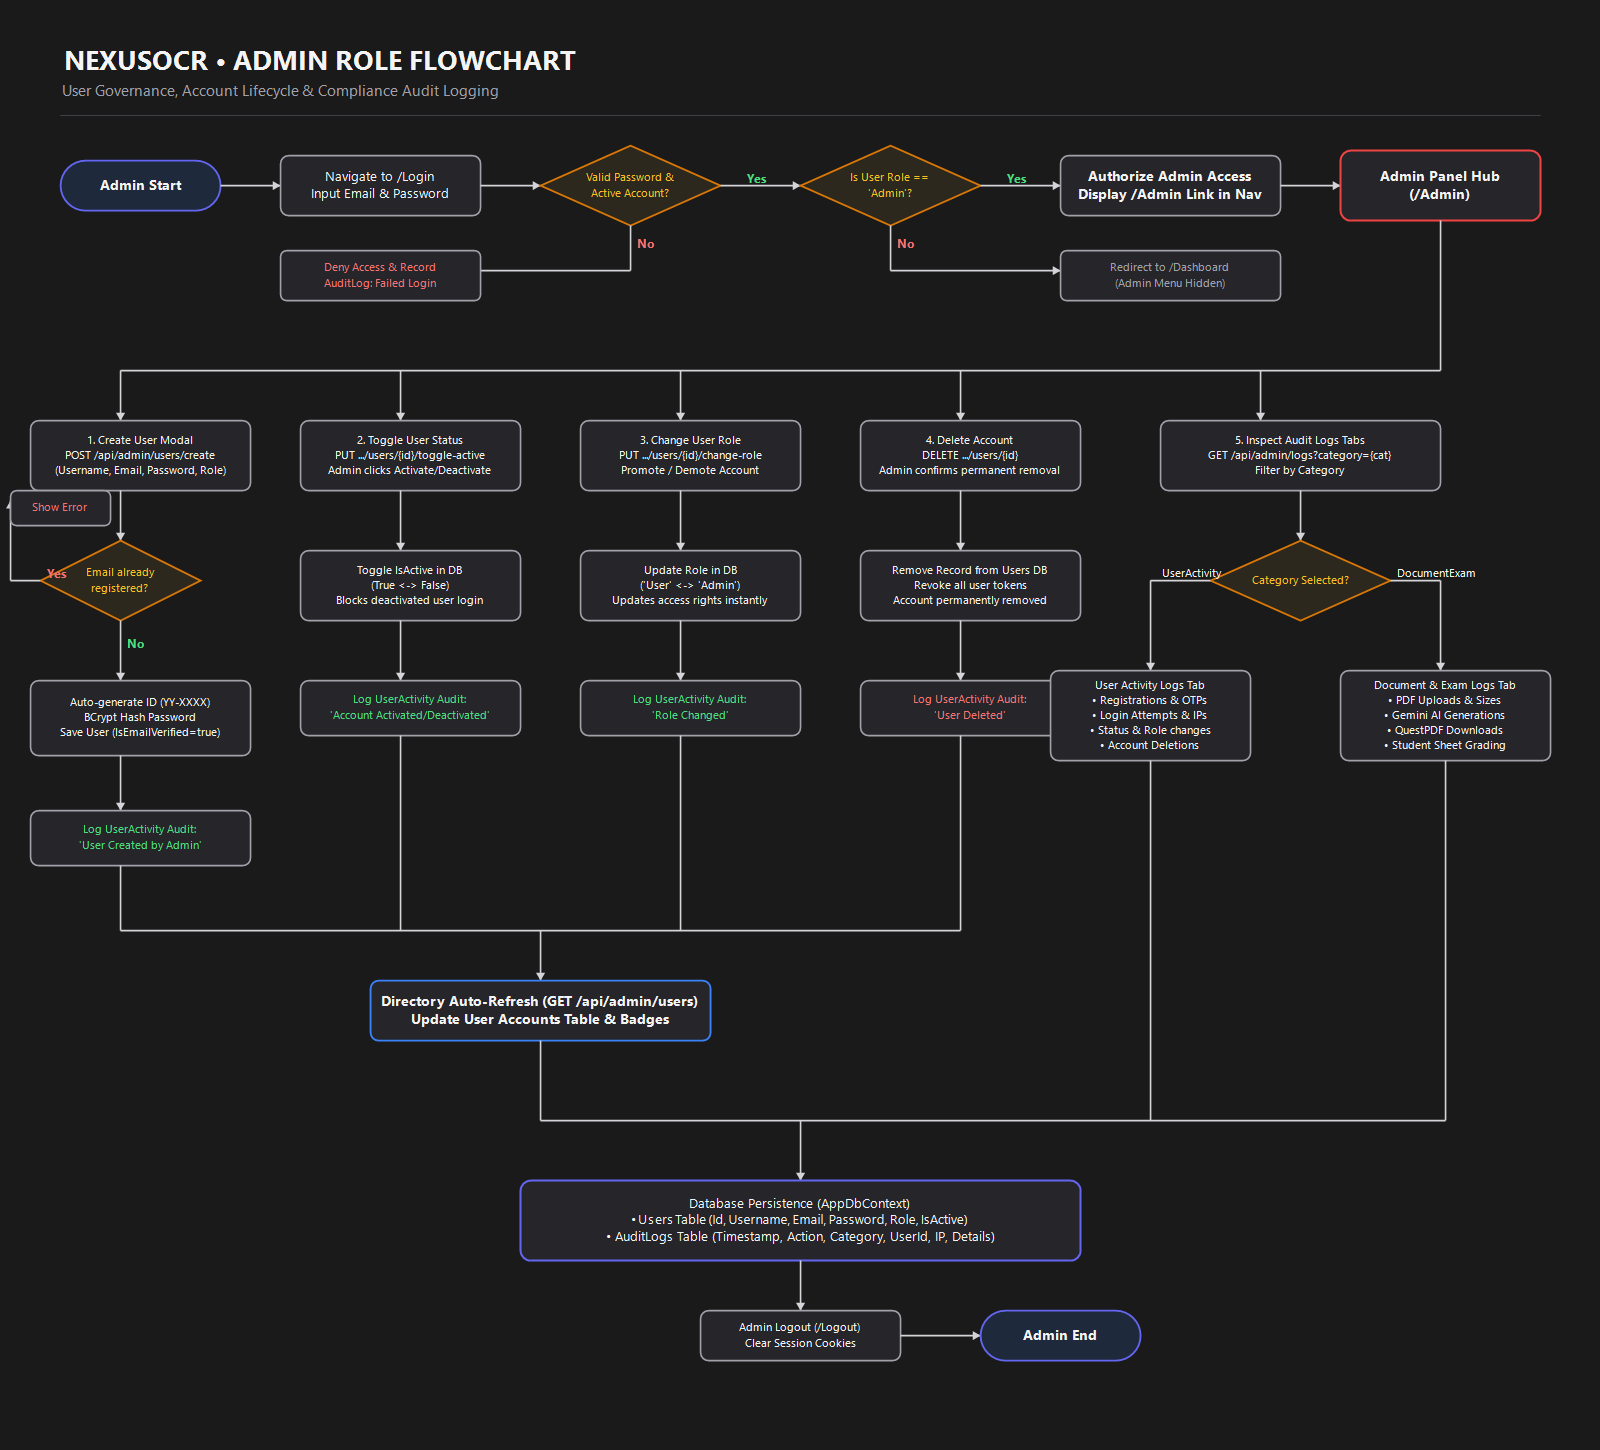 NEXUSOCR • ADMIN ROLE FLOWCHART
User Governance, Account Lifecycle & Compliance Audit Logging
Admin Start
Navigate to /Login
Input Email & Password
Valid Password &
Active Account?
Yes
Is User Role ==
'Admin'?
Yes
Authorize Admin Access
Display /Admin Link in Nav
Admin Panel Hub
(/Admin)
No
No
Deny Access & Record
AuditLog: Failed Login
Redirect to /Dashboard
(Admin Menu Hidden)
1. Create User Modal
POST /api/admin/users/create
(Username, Email, Password, Role)
2. Toggle User Status
PUT .../users/{id}/toggle-active
Admin clicks Activate/Deactivate
3. Change User Role
PUT .../users/{id}/change-role
Promote / Demote Account
4. Delete Account
DELETE .../users/{id}
Admin confirms permanent removal
5. Inspect Audit Logs Tabs
GET /api/admin/logs?category={cat}
Filter by Category
Show Error
Yes
Email already
registered?
Toggle IsActive in DB
(True <-> False)
Blocks deactivated user login
Update Role in DB
('User' <-> 'Admin')
Updates access rights instantly
Remove Record from Users DB
Revoke all user tokens
Account permanently removed
UserActivity
Category Selected?
DocumentExam
No
Auto-generate ID (YY-XXXX)
BCrypt Hash Password
Save User (IsEmailVerified=true)
Log UserActivity Audit:
'Account Activated/Deactivated'
Log UserActivity Audit:
'Role Changed'
Log UserActivity Audit:
'User Deleted'
User Activity Logs Tab
• Registrations & OTPs
• Login Attempts & IPs
• Status & Role changes
• Account Deletions
Document & Exam Logs Tab
• PDF Uploads & Sizes
• Gemini AI Generations
• QuestPDF Downloads
• Student Sheet Grading
Log UserActivity Audit:
'User Created by Admin'
Directory Auto-Refresh (GET /api/admin/users)
Update User Accounts Table & Badges
Database Persistence (AppDbContext)
• Users Table (Id, Username, Email, Password, Role, IsActive)
• AuditLogs Table (Timestamp, Action, Category, UserId, IP, Details)
Admin Logout (/Logout)
Clear Session Cookies
Admin End